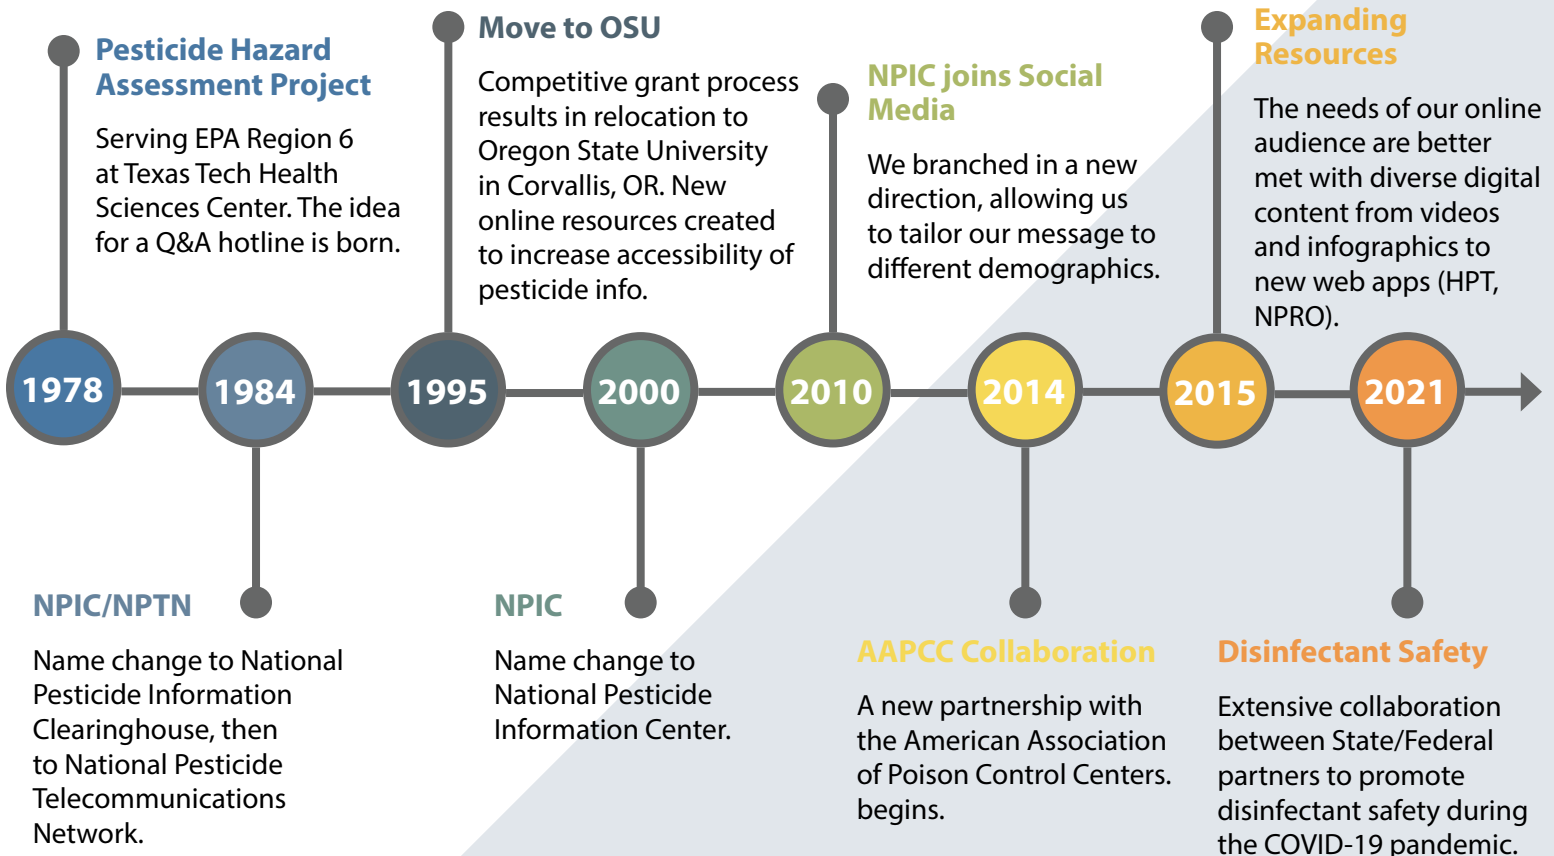 Pesticide Hazard
Assessment Project
Serving EPA Region 6
at Texas Tech Health
Sciences Center. The idea
for a Q&A hotline is born.
Move to OSU
Competitive grant process
results in relocation to
Oregon State University
in Corvallis, OR. New
online resources created
to increase accessibility of
pesticide info.
NPIC joins Social
Media
We branched in a new
direction, allowing us
to tailor our message to
different demographics.
Expanding
Resources
The needs of our online
audience are better
met with diverse digital
content from videos
and infographics to
new web apps (HPT,
NPRO).
1978
1984
1995
2000
2010
2014
2015
2021
NPIC/NPTN
Name change to National
Pesticide Information
Clearinghouse, then
to National Pesticide
Telecommunications
Network.
NPIC
Name change to
National Pesticide
Information Center.
AAPCC Collaboration
A new partnership with
the American Association
of Poison Control Centers.
begins.
Disinfectant Safety
Extensive collaboration
between State/Federal
partners to promote
disinfectant safety during
the COVID-19 pandemic.